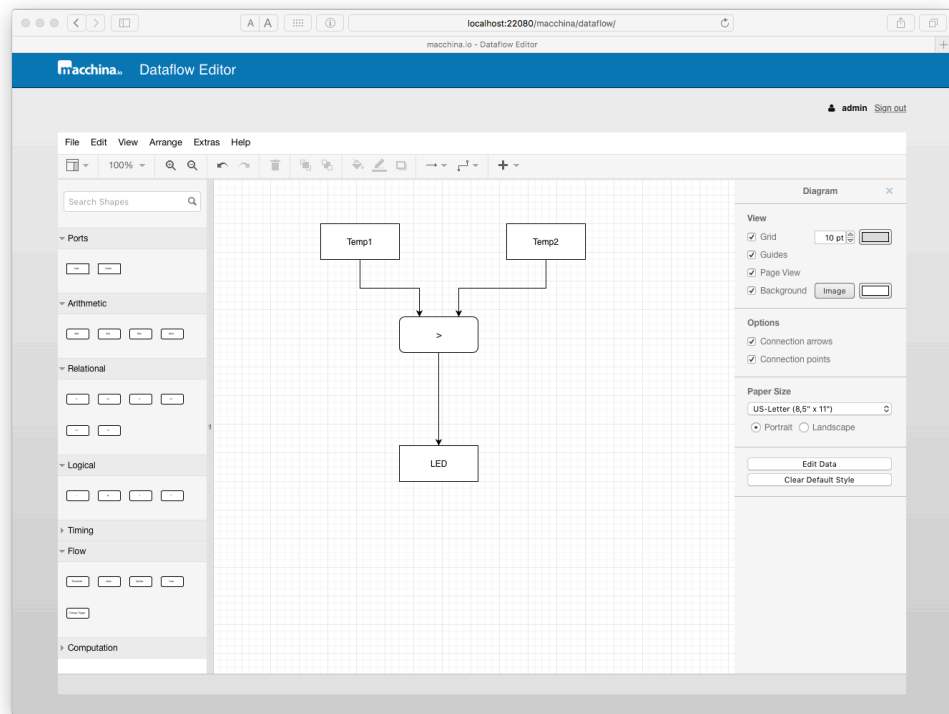 A A
localhost:22080/macchina/dataflow/
macchina.io - Dataflow Editor
macchina.io Dataflow Editor
admin Sign out
File Edit View Arrange Extras Help
100%
Search Shapes
Ports
Arithmetic
Relational
Logical
Timing
Flow
Computation
Temp1 Temp2
>
LED
Diagram
View
Grid 10 pt
Guides
Page View
Background Image
Options
Connection arrows
Connection points
Paper Size
US-Letter (8,5" x 11")
Portrait Landscape
Edit Data
Clear Default Style